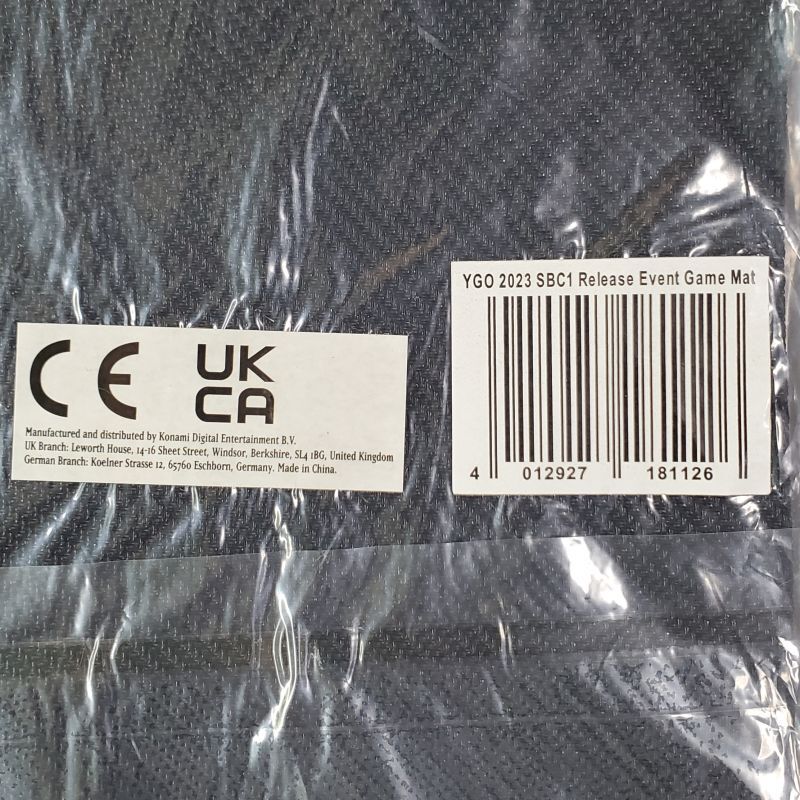 YGO 2023 SBC1 Release Event Game Mat
4 012927 181126
CE
UK
CA
Manufactured and distributed by Konami Digital Entertainment B.V.
UK Branch: Leworth House, 14-16 Sheet Street, Windsor, Berkshire, SL4 1BG, United Kingdom
German Branch: Koelner Strasse 12, 65760 Eschborn, Germany. Made in China.